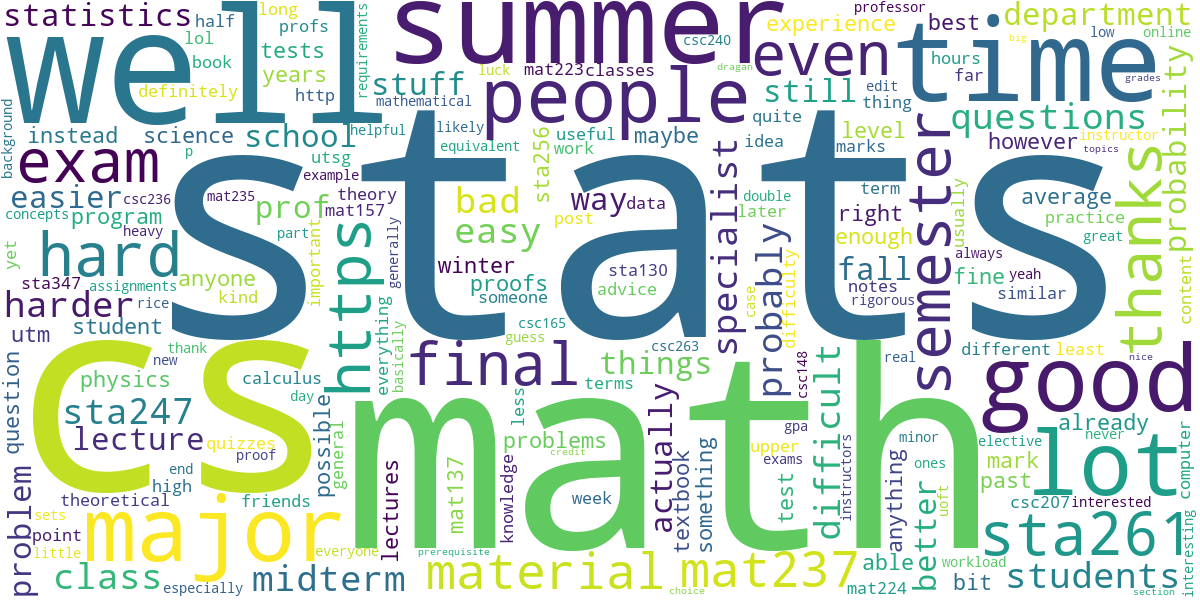 statistics
half
long
lol
profs
book
tests
years
definitely
http
requirements
well
summer
csc240
professor
low
best
department
big
online
experience
even
time
hours
far
dragan
luck
mat223
classes
stuff
mathematical
people
still
edit
thing
questions
probability
grades
background
instead
science
school
helpful
likely
equivalent
useful
work
maybe
quite
idea
level
marks
however
instructor
topics
exam
p
utsg
example
theory
sta256
way
data
double
term
average
easier
csc236
mat235
prof
mat157
bad
post
later
right
practice
concepts
program
heavy
part
easy
enough
great
usually
thanks
yet
hard
sta347
anyone
assignments
kind
rice
important
https
generally
winter
proofs
someone
sta130
advice
specialist
probably
case
difficulty
fall
notes
rigorous
always
yeah
fine
similar
semester
content
harder
utm
student
stats
csc165
guess
csc263
things
csc148
real
different
least
nice
question
new
thank
physics
calculus
day
everything
basically
final
terms
less
difficult
good
cs
math
sta247
lecture
quizzes
proof
possible
general
problems
credit
knowledge
mat137
actually
textbook
something
gpa
upper
exams
test
instructors
minor
elective
never
already
computer
ones
mark
past
lot
end
high
theoretical
friends
lectures
week
anything
better
uoft
csc207
interested
problem
sets
point
little
major
everyone
prerequisite
sta261
class
especially
midterm
material
choice
mat237
able
mat224
workload
bit
section
students
interesting